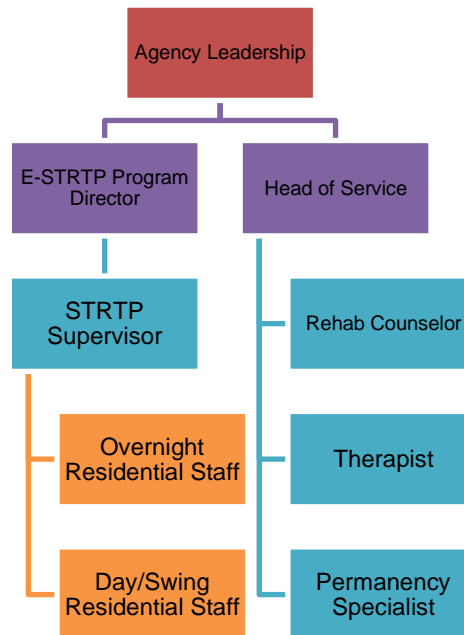 Agency Leadership
E-STRTP Program
Director
Head of Service
STRTP
Supervisor
Rehab Counselor
Overnight
Residential Staff
Therapist
Day/Swing
Residential Staff
Permanency
Specialist